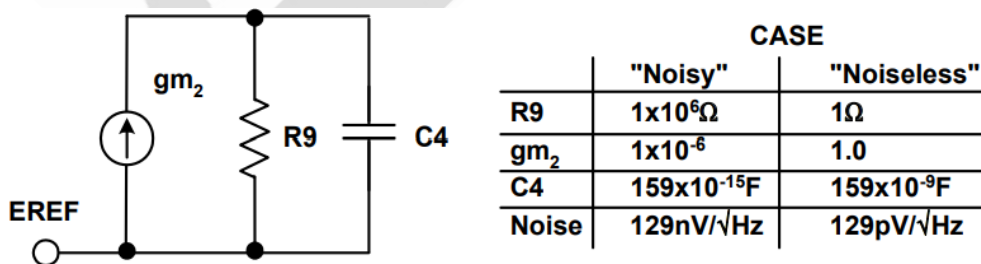 gm₂
R9
C4
EREF
CASE
"Noisy" "Noiseless"
R9 1x10⁶Ω 1Ω
gm₂ 1x10⁻⁶ 1.0
C4 159x10⁻¹⁵F 159x10⁻⁹F
Noise 129nV/√Hz 129pV/√Hz